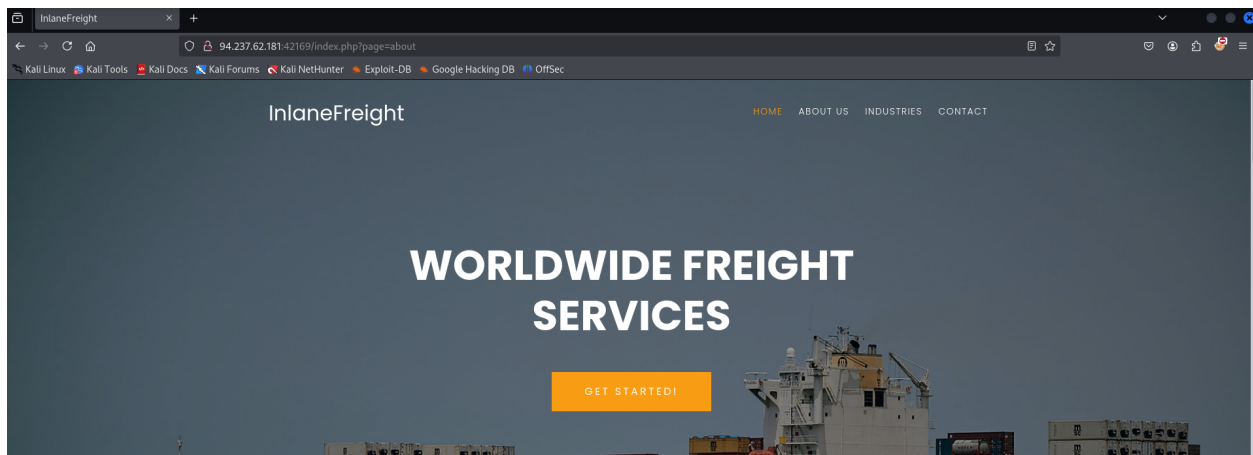 InlaneFreight
94.237.62.181:42169/index.php?page=about
Kali Linux Kali Tools Kali Docs Kali Forums Kali NetHunter Exploit-DB Google Hacking DB OffSec
InlaneFreight HOME ABOUT US INDUSTRIES CONTACT
WORLDWIDE FREIGHT
SERVICES
GET STARTED!